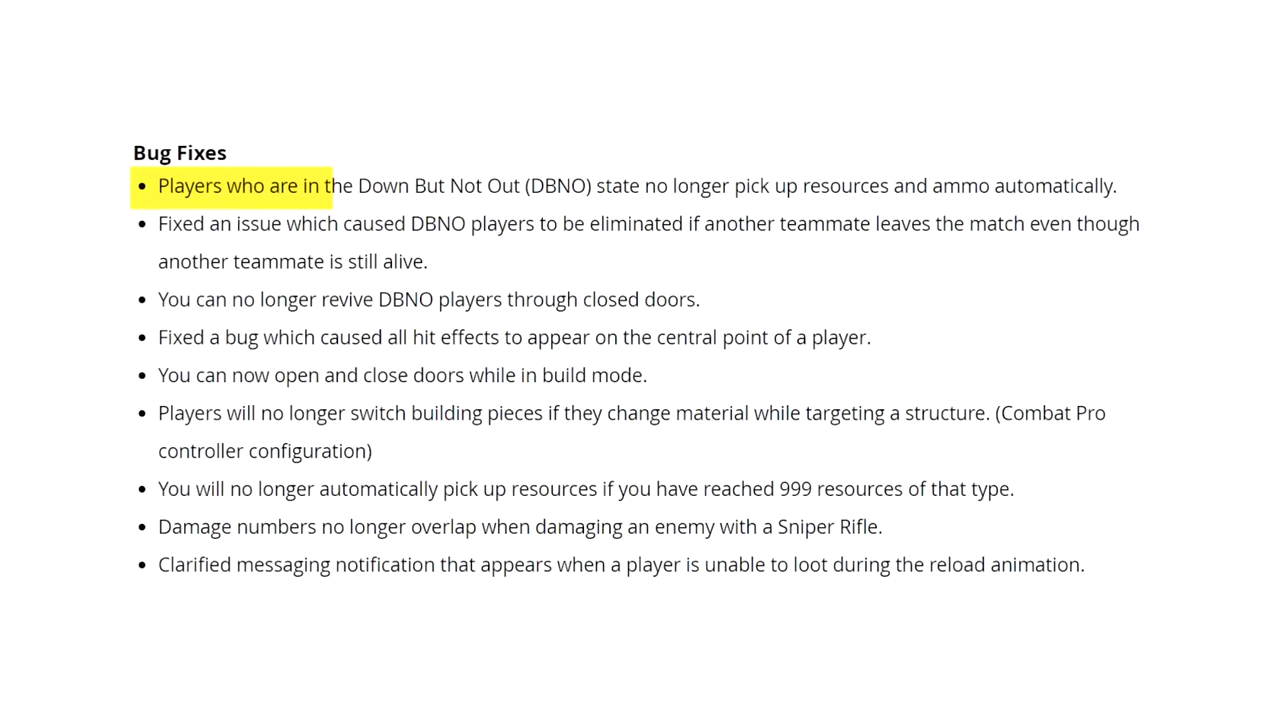 Bug Fixes
• Players who are in the Down But Not Out (DBNO) state no longer pick up resources and ammo automatically.
• Fixed an issue which caused DBNO players to be eliminated if another teammate leaves the match even though
another teammate is still alive.
• You can no longer revive DBNO players through closed doors.
• Fixed a bug which caused all hit effects to appear on the central point of a player.
• You can now open and close doors while in build mode.
• Players will no longer switch building pieces if they change material while targeting a structure. (Combat Pro
controller configuration)
• You will no longer automatically pick up resources if you have reached 999 resources of that type.
• Damage numbers no longer overlap when damaging an enemy with a Sniper Rifle.
• Clarified messaging notification that appears when a player is unable to loot during the reload animation.